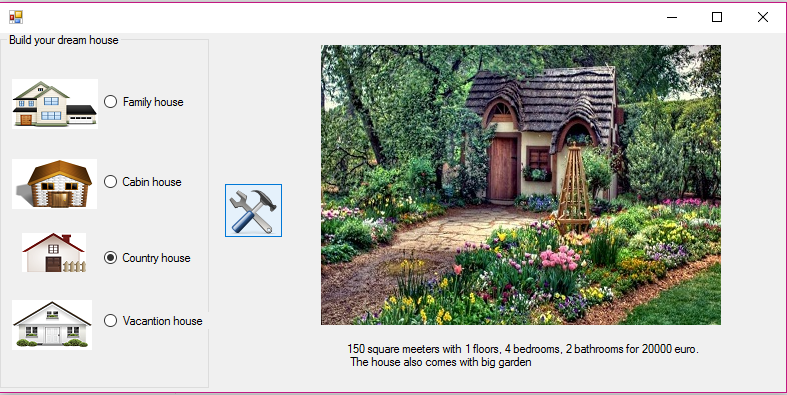 Build your dream house
Family house
Cabin house
Country house
Vacantion house
150 square meeters with 1 floors, 4 bedrooms, 2 bathrooms for 20000 euro.
The house also comes with big garden